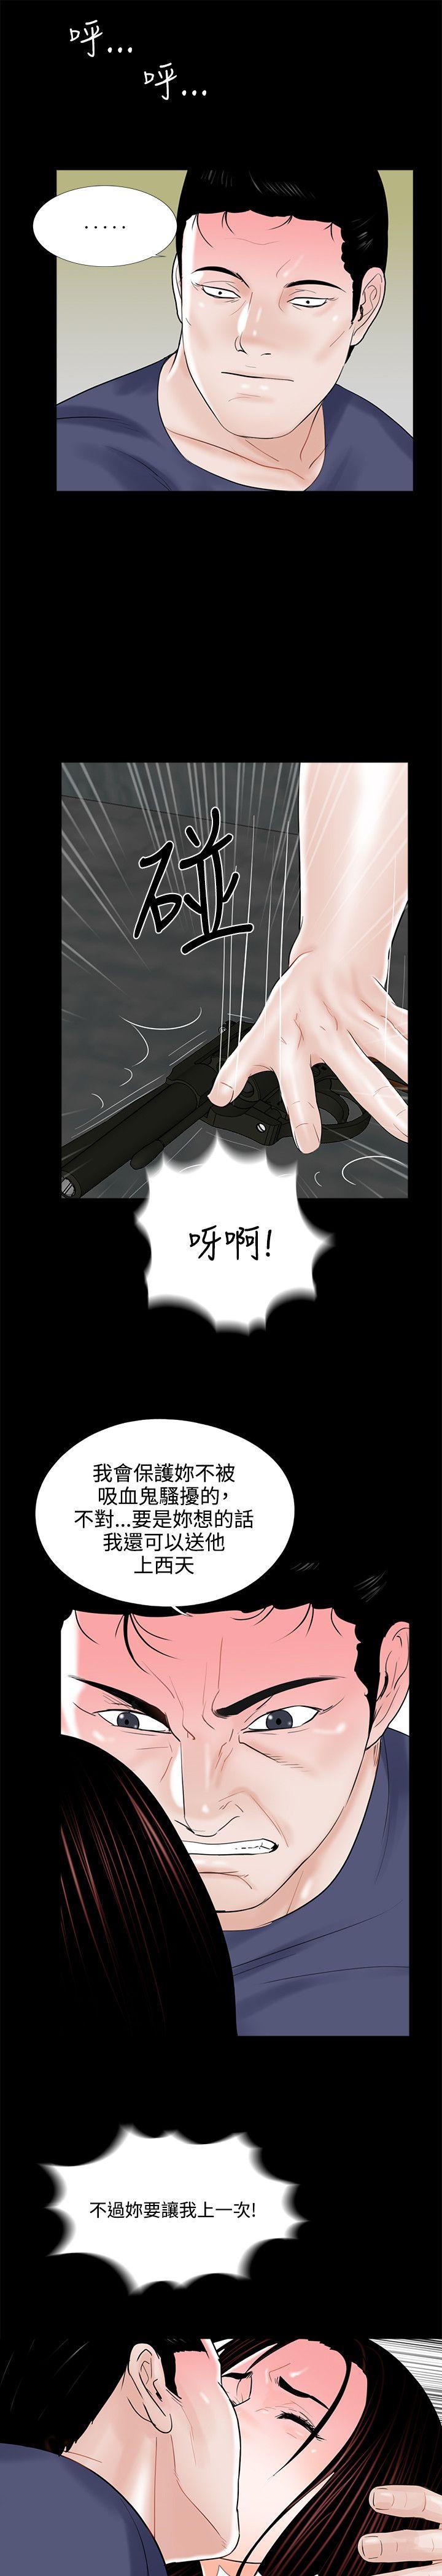 呼...
呼...
.....
碰
呀啊!
我會保護妳不被
吸血鬼騷擾的,
不對...要是妳想的話
我還可以送他
上西天
不過妳要讓我上一次!